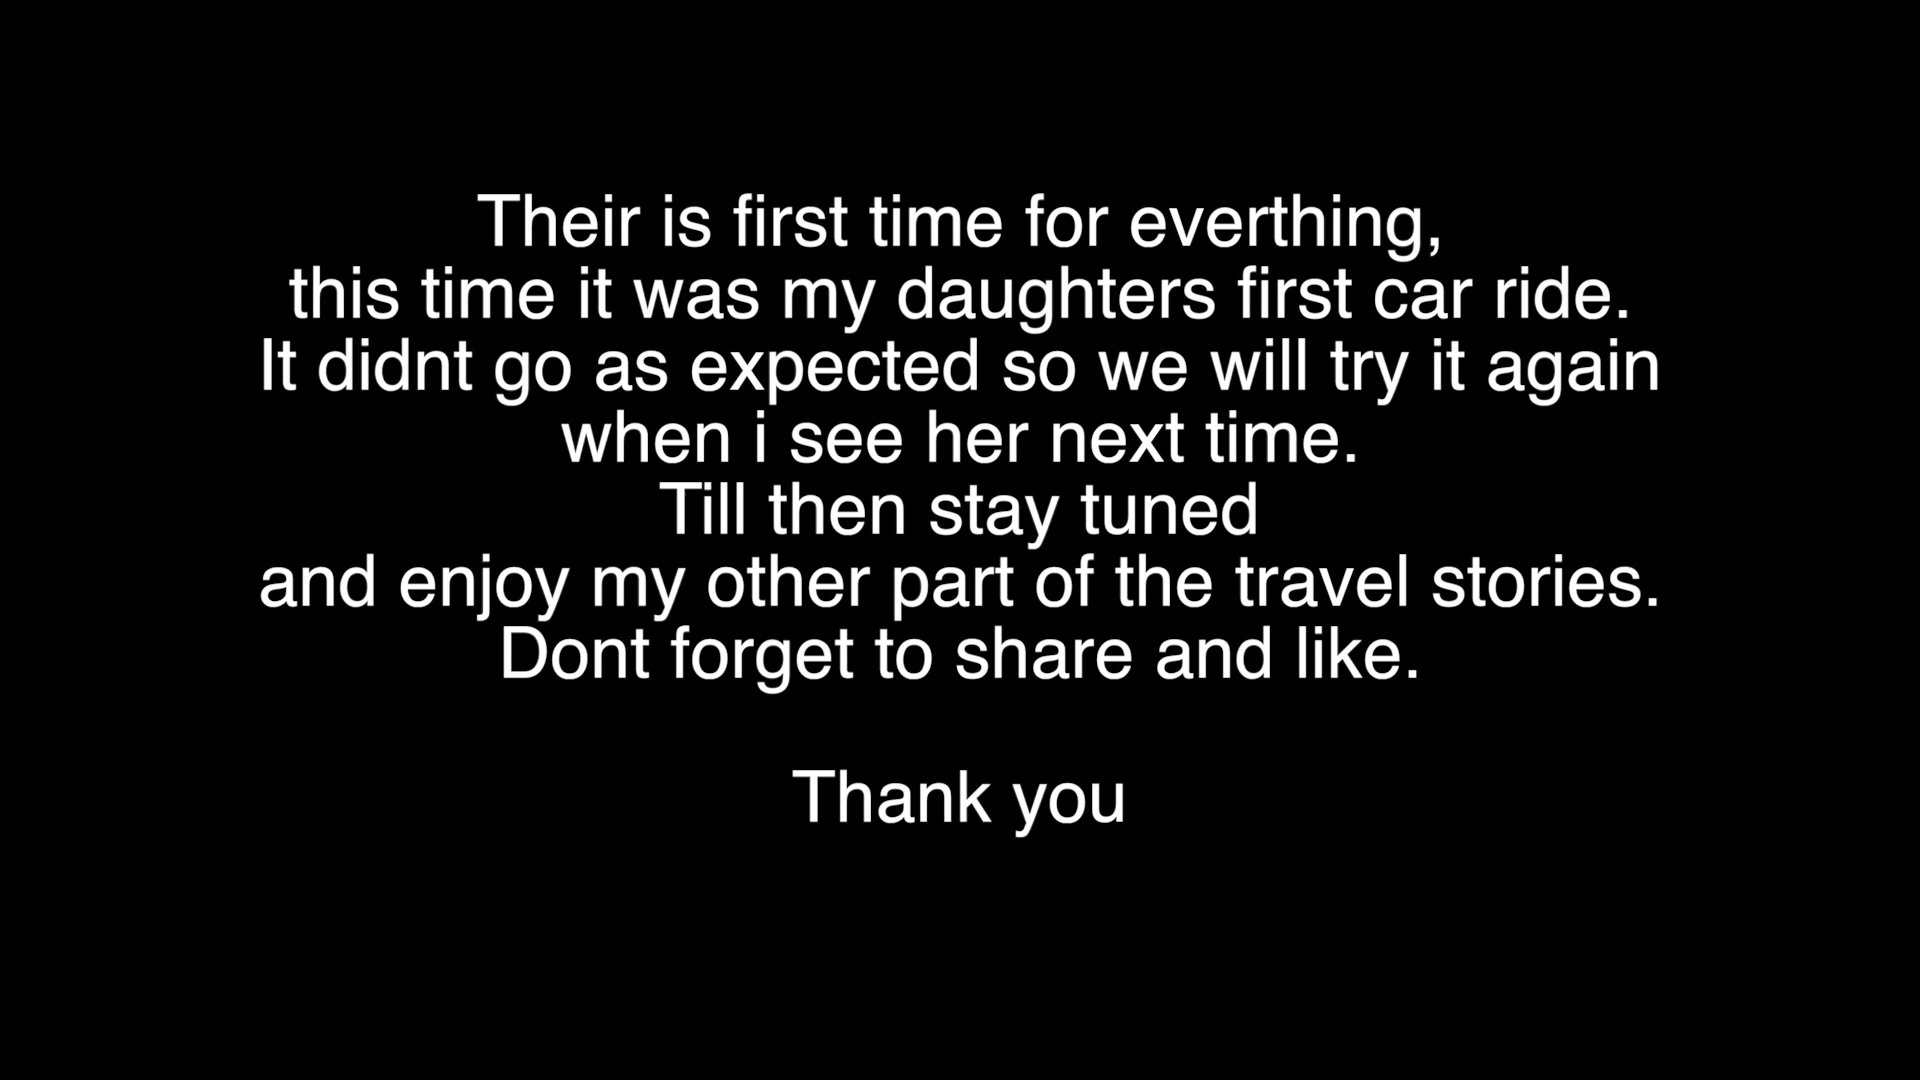 Their is first time for everthing,
this time it was my daughters first car ride.
It didnt go as expected so we will try it again
when i see her next time.
Till then stay tuned
and enjoy my other part of the travel stories.
Dont forget to share and like.
Thank you